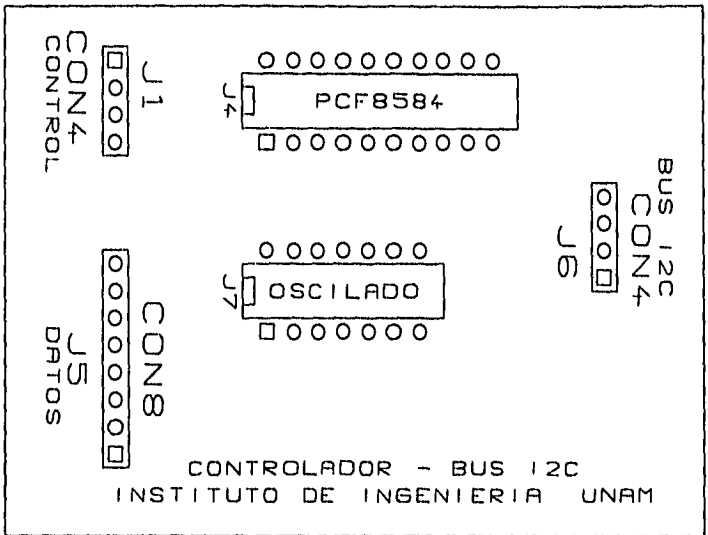 CONTROL
CON4
J1
J4
PCF8584
BUS I2C
CON4
J6
J7
OSCILADO
DATOS
J5
CON8
CONTROLADOR - BUS I2C
INSTITUTO DE INGENIERIA UNAM